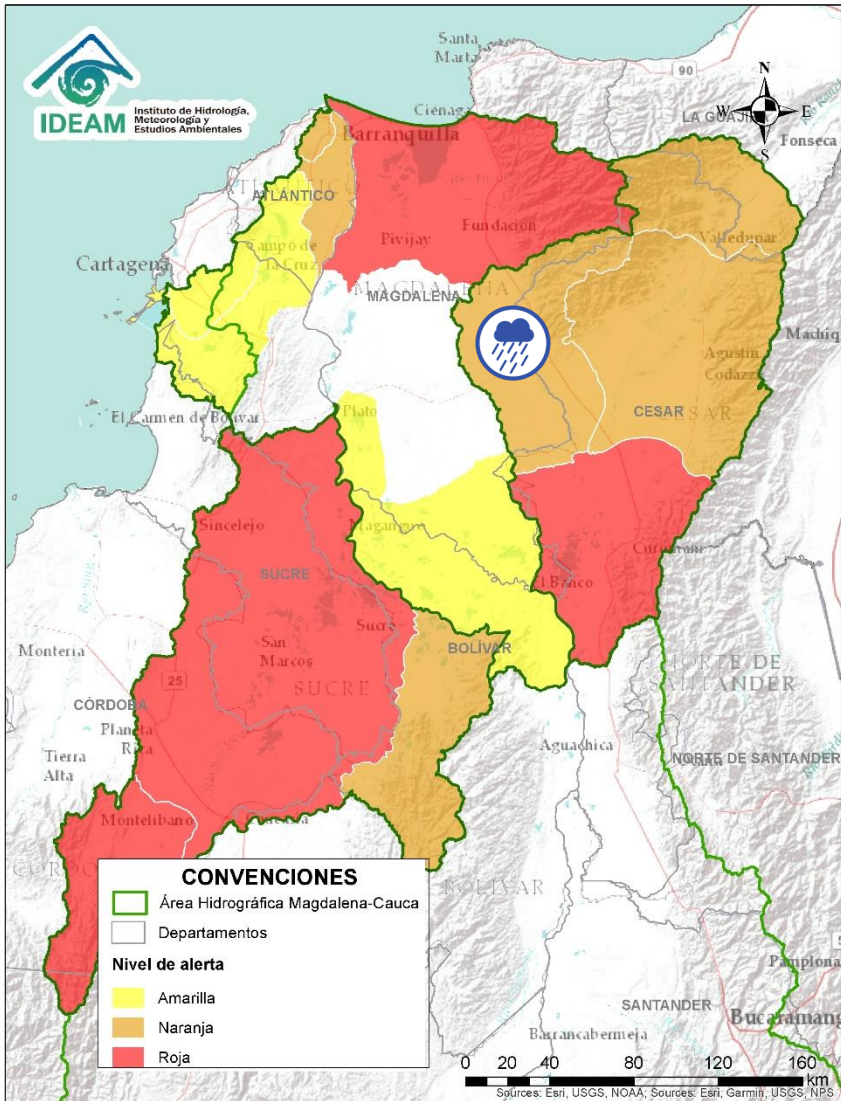 IDEAM
Instituto de Hidrología,
Meteorología y
Estudios Ambientales
Santa
Marta
90
N
W
E
S
LA GUAJI
Fonseca
Ciénaga
Barranquilla
ATLÁNTICO
Valledupar
Pivijay
Fundación
Campo de
la Cruz
Cartagena
MAGDALENA
Machiq
Agustín
Codazzi
CESAR
El Carmen de Bolívar
Plato
Sincelejo
Magangué
SUCRE
El Banco
Sucre
San
Marcos
BOLÍVAR
Montería
SUCRE
NORTE DE
SANTANDER
25
CÓRDOBA
Planeta
Rica
Tierra
Alta
Aguachica
NORTE DE SANTANDER
Montelíbano
BOLÍVAR
CONVENCIONES
Área Hidrográfica Magdalena-Cauca
Departamentos
Nivel de alerta
Amarilla
Naranja
Roja
Pamplona
SANTANDER
Bucaramang
Barrancabermeja
0 20 40 80 120 160
km
Sources: Esri, USGS, NOAA; Sources: Esri, Garmin, USGS, NPS